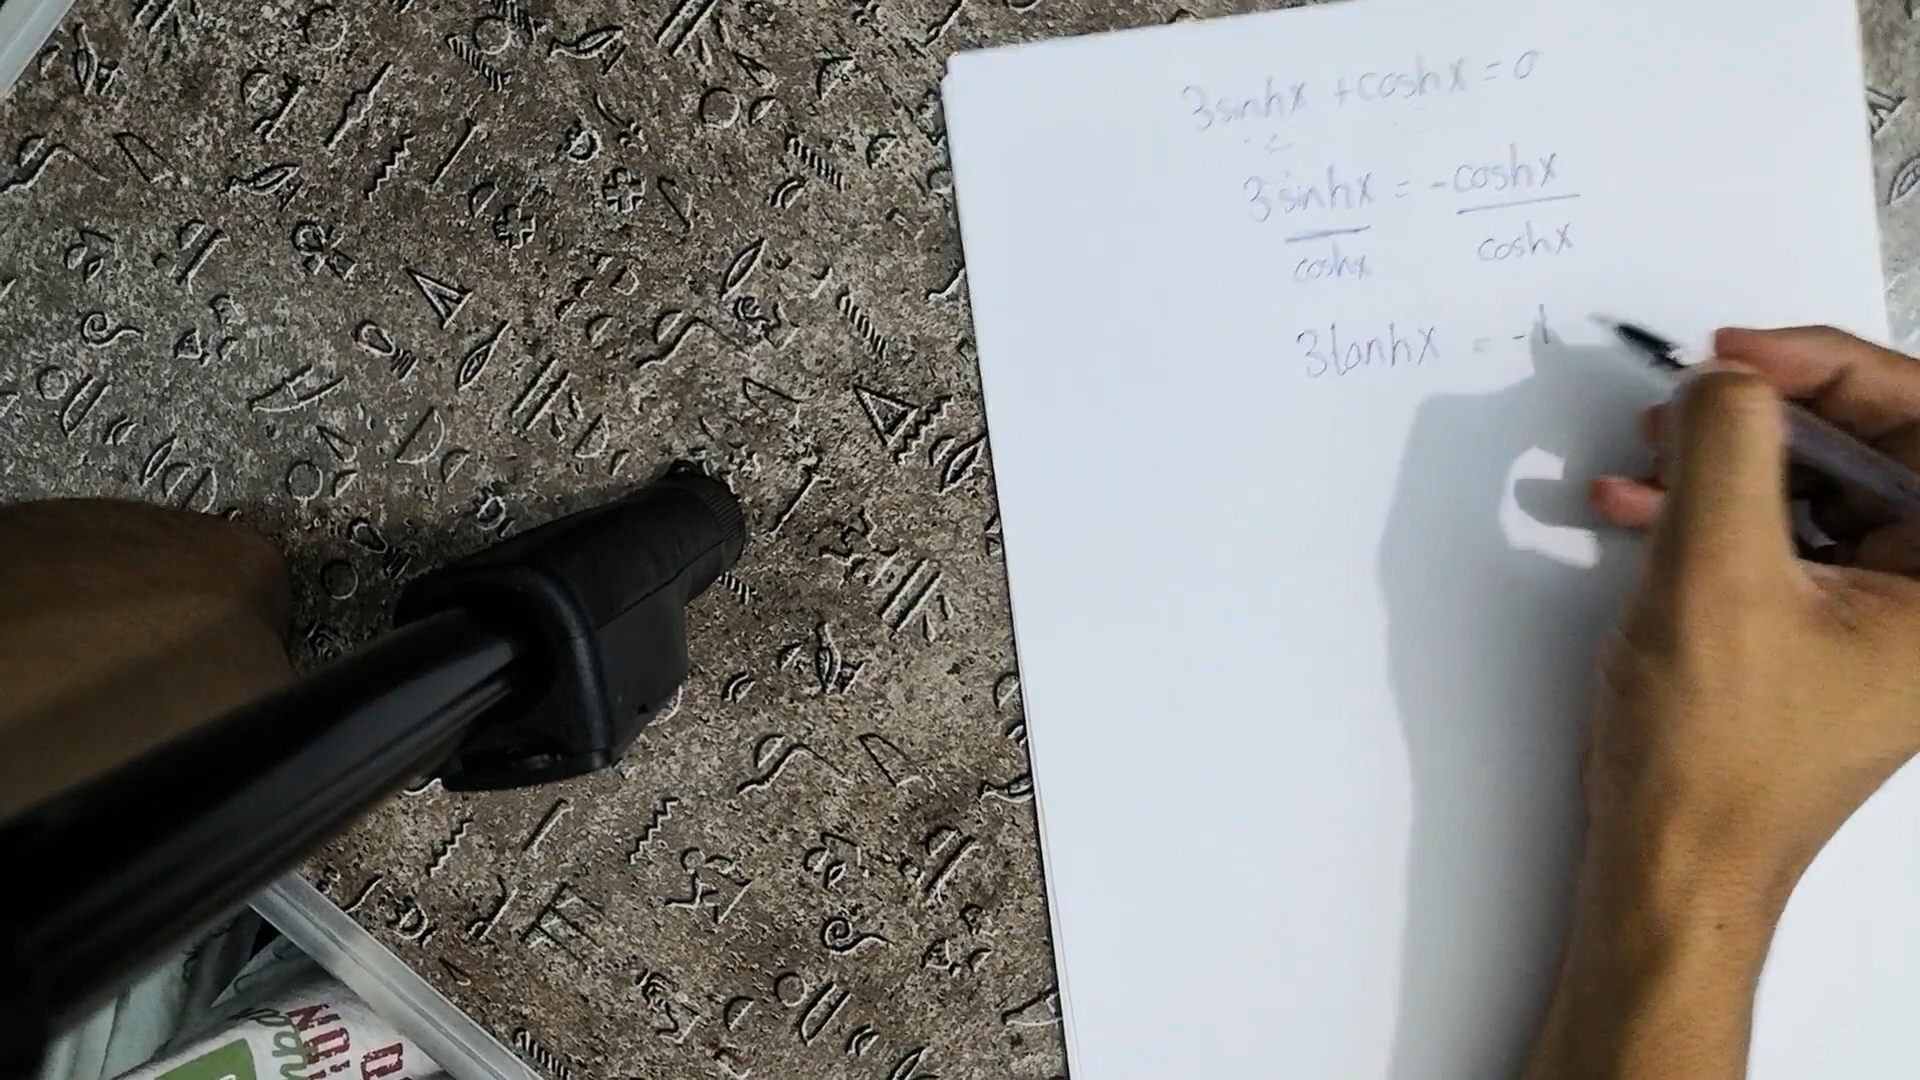 3sinhx + coshx = 0
3sinhx = -coshx
coshx coshx
3tanhx = -1